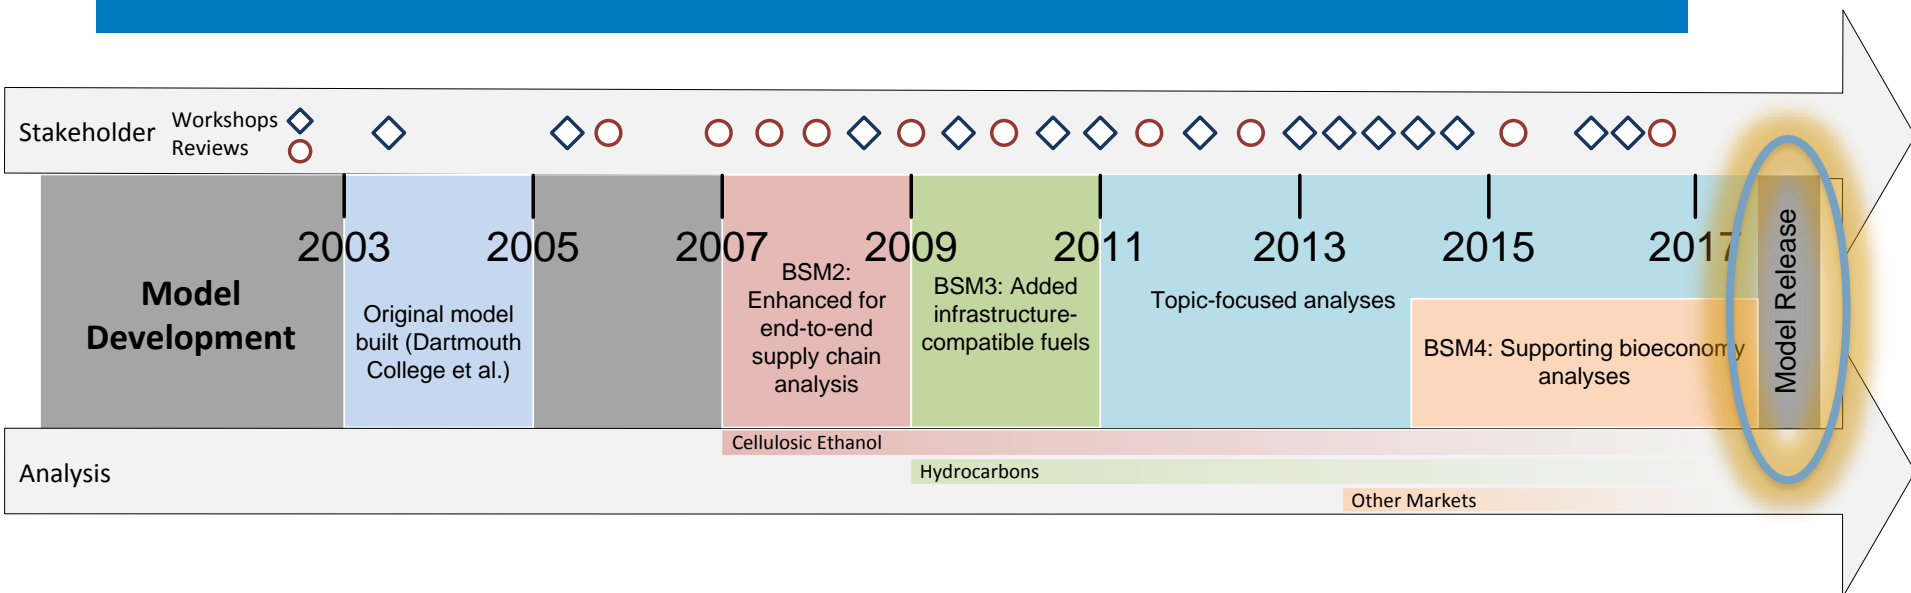 Stakeholder
Workshops
Reviews
2003
2005
2007
2009
2011
2013
2015
2017
Model
Development
Original model
built (Dartmouth
College et al.)
BSM2:
Enhanced for
end-to-end
supply chain
analysis
BSM3: Added
infrastructure-
compatible fuels
Topic-focused analyses
BSM4: Supporting bioeconomy
analyses
Model Release
Analysis
Cellulosic Ethanol
Hydrocarbons
Other Markets